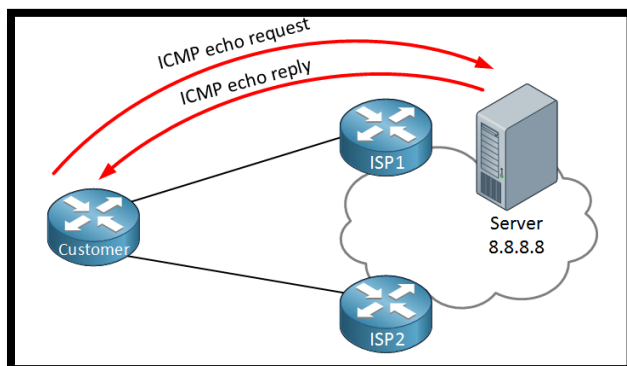 ICMP echo request
ICMP echo reply
ISP1
Server
8.8.8.8
Customer
ISP2